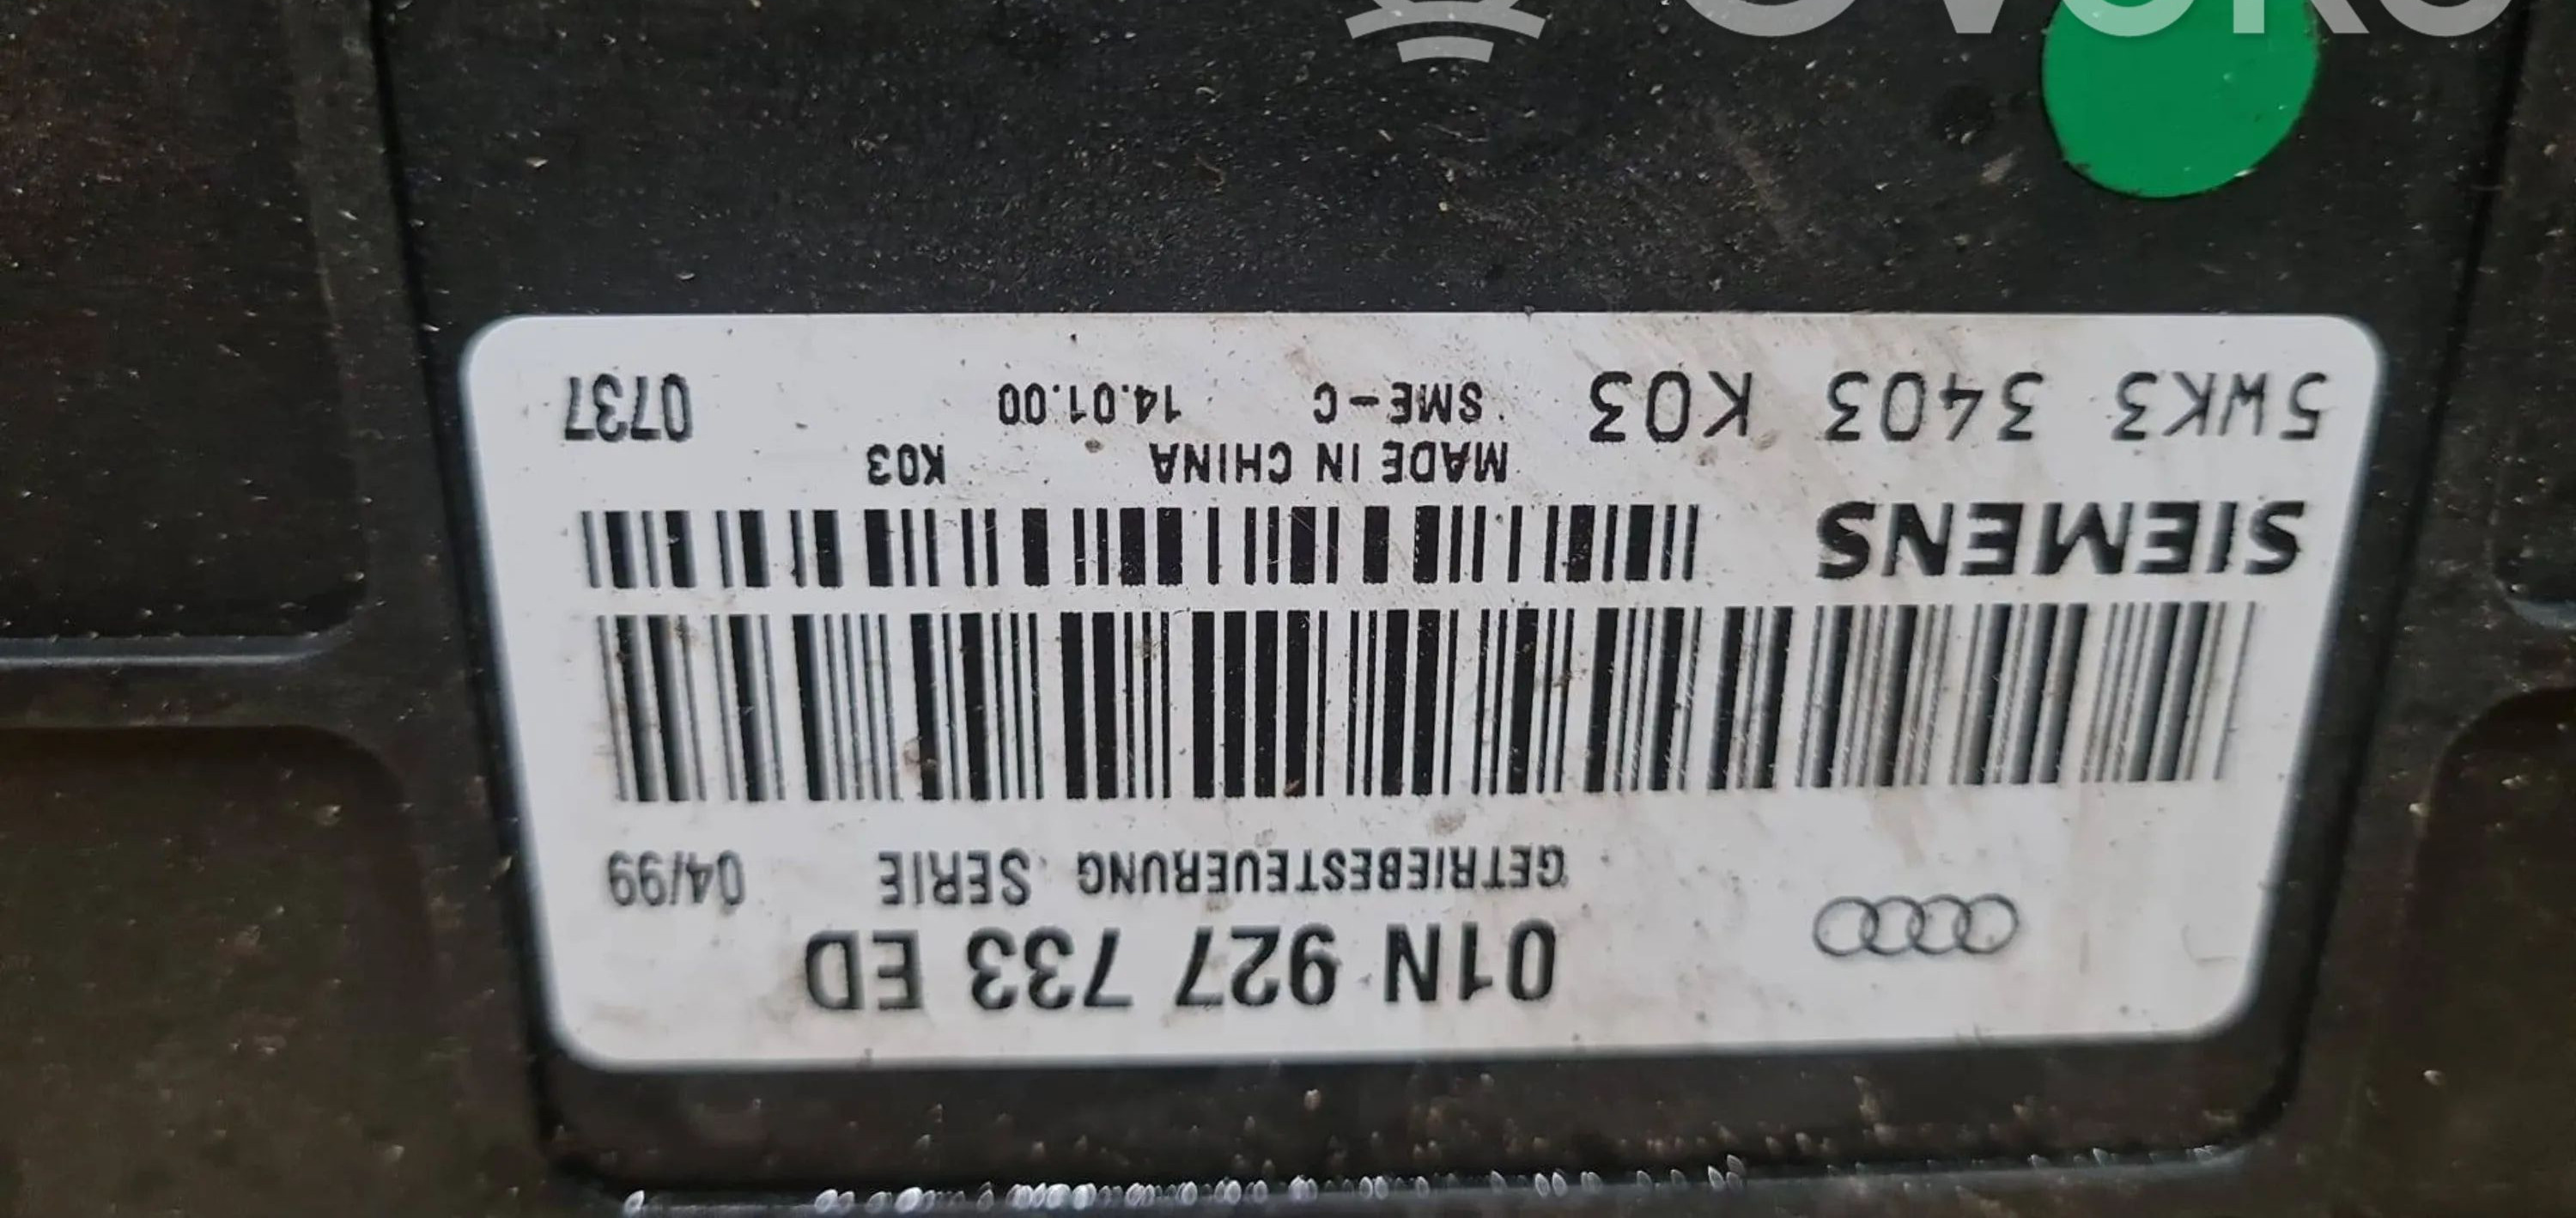 01N 927 733 ED
GETRIEBESTEUERUNG SERIE 04/99
SIEMENS
MADE IN CHINA K03
5WK3 3403 K03 SME-C 14.01.00 0737